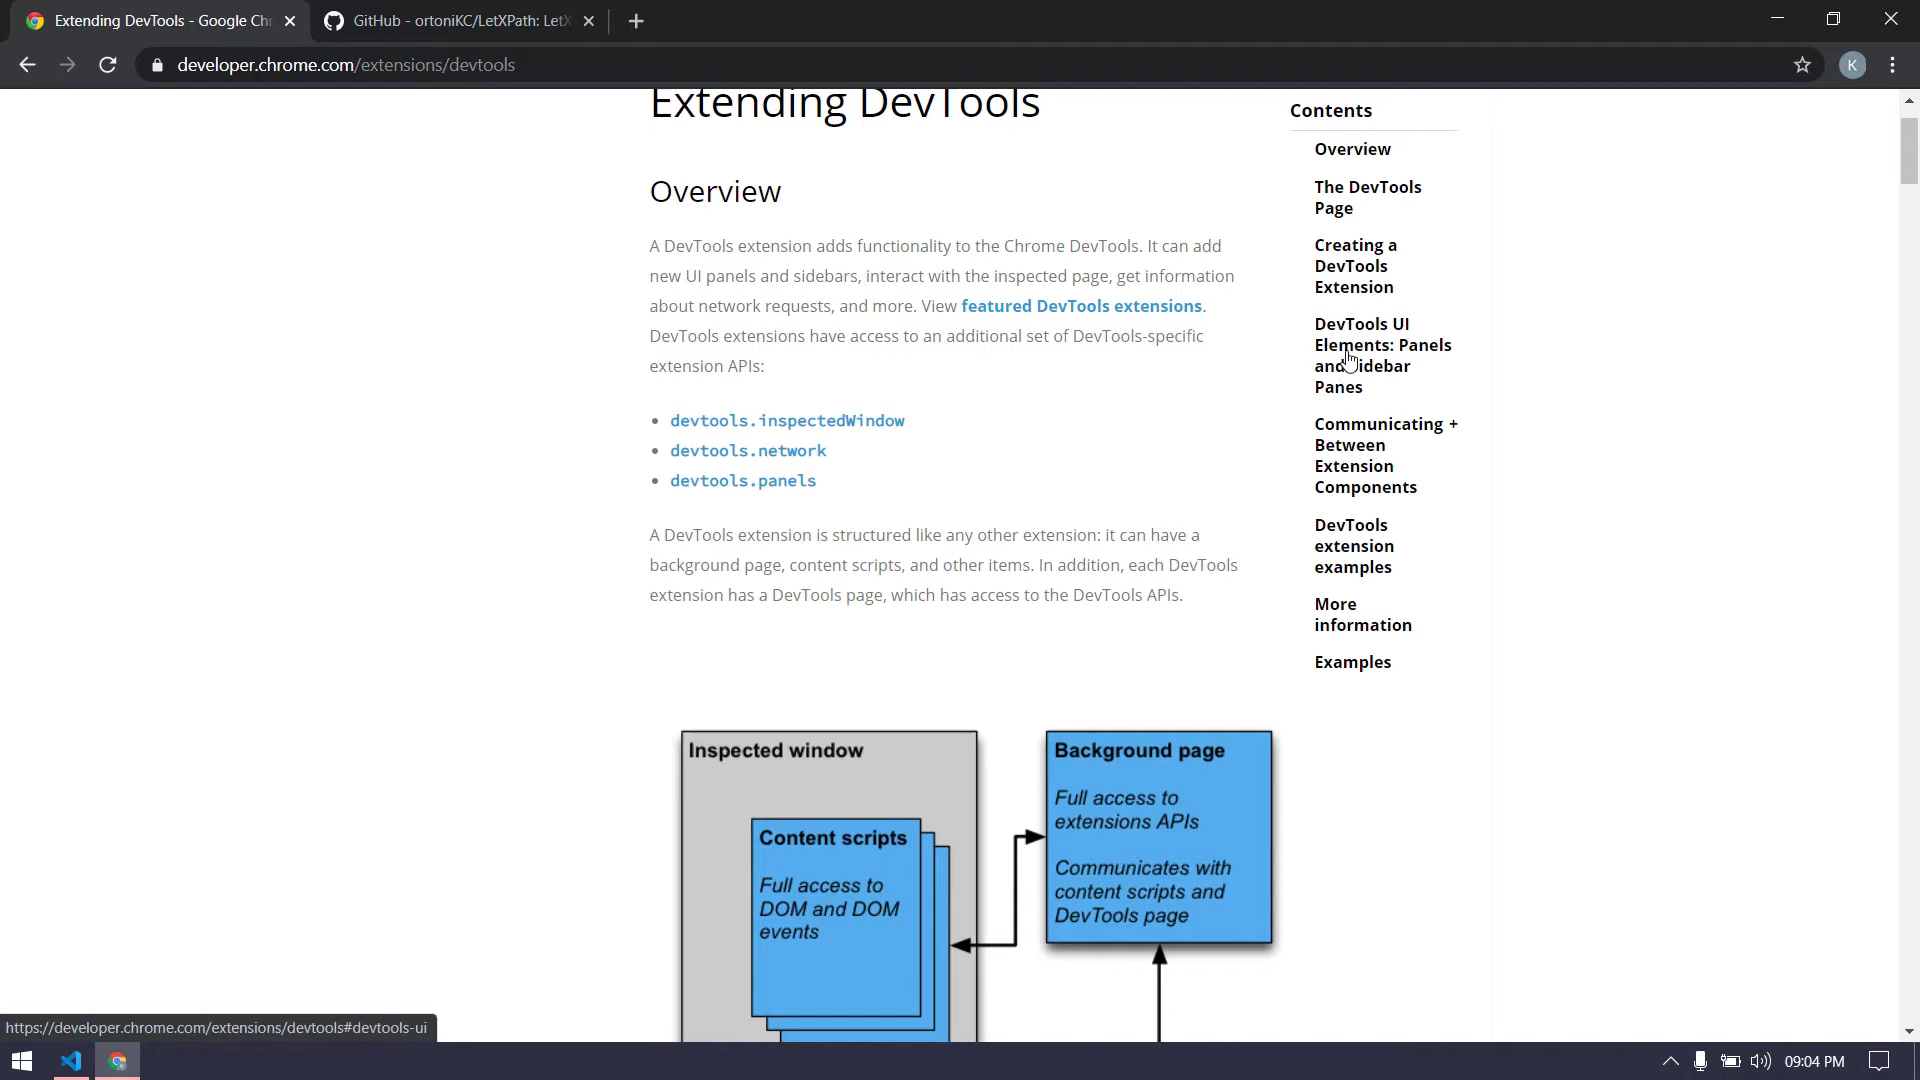 Extending DevTools - Google Chr
GitHub - ortoniKC/LetXPath: LetX
developer.chrome.com/extensions/devtools
K
Extending DevTools
Overview
A DevTools extension adds functionality to the Chrome DevTools. It can add
new UI panels and sidebars, interact with the inspected page, get information
about network requests, and more. View featured DevTools extensions.
DevTools extensions have access to an additional set of DevTools-specific
extension APIs:
devtools.inspectedWindow
devtools.network
devtools.panels
A DevTools extension is structured like any other extension: it can have a
background page, content scripts, and other items. In addition, each DevTools
extension has a DevTools page, which has access to the DevTools APIs.
Contents
Overview
The DevTools
Page
Creating a
DevTools
Extension
DevTools UI
Elements: Panels
and Sidebar
Panes
Communicating +
Between
Extension
Components
DevTools
extension
examples
More
information
Examples
Inspected window
Content scripts
Full access to
DOM and DOM
events
Background page
Full access to
extensions APIs
Communicates with
content scripts and
DevTools page
https://developer.chrome.com/extensions/devtools#devtools-ui
09:04 PM